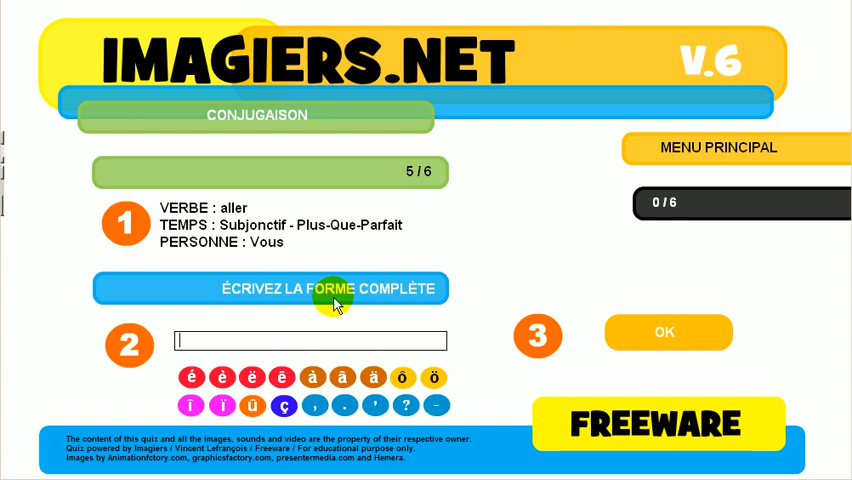 IMAGIERS.NET
V.6
CONJUGAISON
MENU PRINCIPAL
5 / 6
0 / 6
1
VERBE : aller
TEMPS : Subjonctif - Plus-Que-Parfait
PERSONNE : Vous
ÉCRIVEZ LA FORME COMPLÈTE
2
3
OK
é è ë ê à â ä ô ö
î ï û ç , . ' ? -
FREEWARE
The content of this quiz and all the images, sounds and video are the property of their respective owner.
Quiz powered by Imagiers / Vincent Lefrançois / Freeware / For educational purpose only.
Images by Animationfctory.com, graphicsfactory.com, presentermedia.com and Hemera.